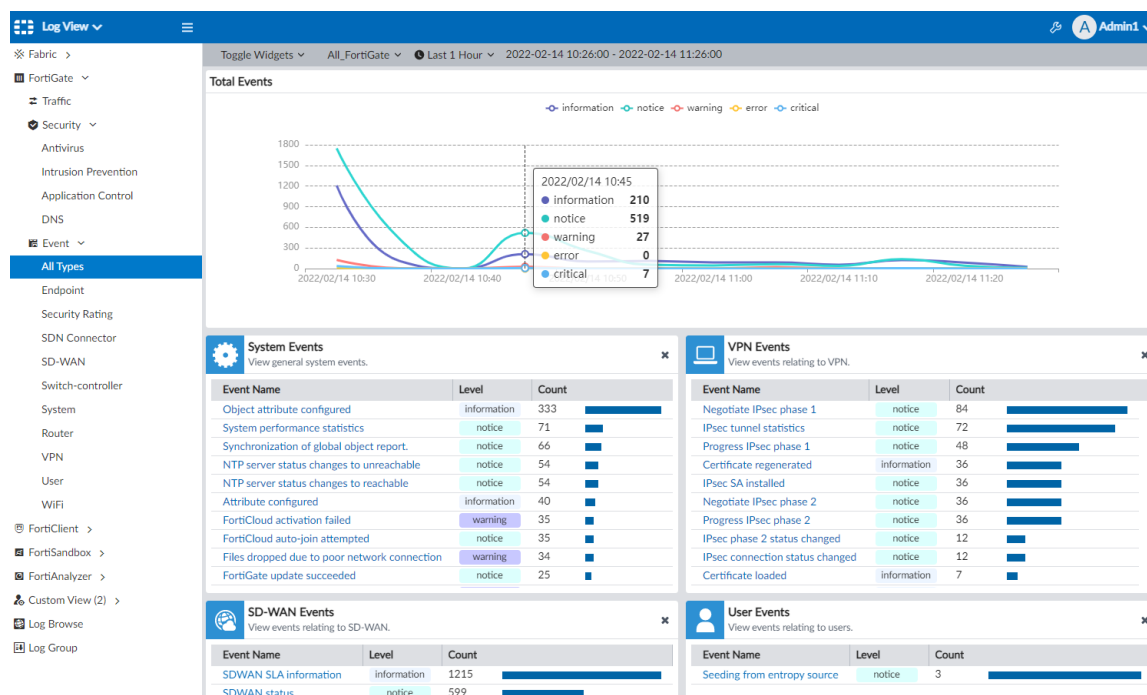 Log View
Admin1
Fabric
FortiGate
Traffic
Security
Antivirus
Intrusion Prevention
Application Control
DNS
Event
All Types
Endpoint
Security Rating
SDN Connector
SD-WAN
Switch-controller
System
Router
VPN
User
WiFi
FortiClient
FortiSandbox
FortiAnalyzer
Custom View (2)
Log Browse
Log Group
Toggle Widgets All_FortiGate Last 1 Hour 2022-02-14 10:26:00 - 2022-02-14 11:26:00
Total Events
information notice warning error critical
1800
1500
1200
900
600
300
0
2022/02/14 10:30 2022/02/14 10:40 2022/02/14 10:50 2022/02/14 11:00 2022/02/14 11:10 2022/02/14 11:20
2022/02/14 10:45
information 210
notice 519
warning 27
error 0
critical 7
System Events
View general system events.
Event Name Level Count
Object attribute configured information 333
System performance statistics notice 71
Synchronization of global object report. notice 66
NTP server status changes to unreachable notice 54
NTP server status changes to reachable notice 54
Attribute configured information 40
FortiCloud activation failed warning 35
FortiCloud auto-join attempted notice 35
Files dropped due to poor network connection warning 34
FortiGate update succeeded notice 25
VPN Events
View events relating to VPN.
Event Name Level Count
Negotiate IPsec phase 1 notice 84
IPsec tunnel statistics notice 72
Progress IPsec phase 1 notice 48
Certificate regenerated information 36
IPsec SA installed notice 36
Negotiate IPsec phase 2 notice 36
Progress IPsec phase 2 notice 36
IPsec phase 2 status changed notice 12
IPsec connection status changed notice 12
Certificate loaded information 7
SD-WAN Events
View events relating to SD-WAN.
Event Name Level Count
SDWAN SLA information information 1215
SDWAN status notice 599
User Events
View events relating to users.
Event Name Level Count
Seeding from entropy source notice 3